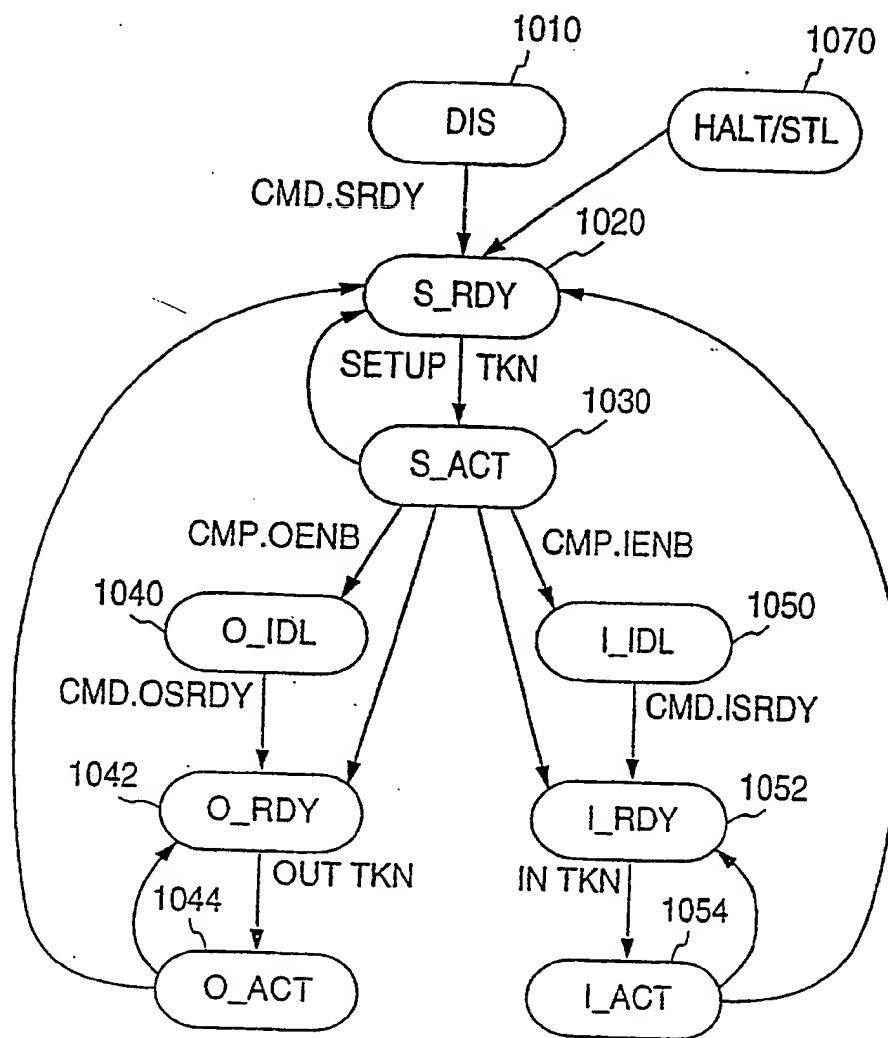 1010
1070
DIS
HALT/STL
CMD.SRDY
1020
S_RDY
SETUP TKN
1030
S_ACT
CMP.OENB
CMP.IENB
1040
1050
O_IDL
I_IDL
CMD.OSRDY
CMD.ISRDY
1042
1052
O_RDY
I_RDY
OUT TKN
IN TKN
1044
1054
O_ACT
I_ACT